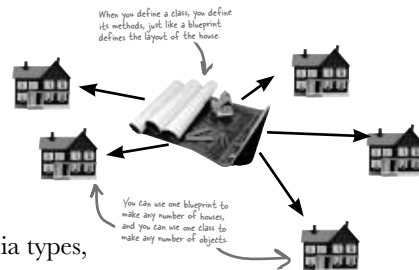 When you define a class, you define
its methods, just like a blueprint
defines the layout of the house.
You can use one blueprint to
make any number of houses,
and you can use one class to
make any number of objects.
ia types,